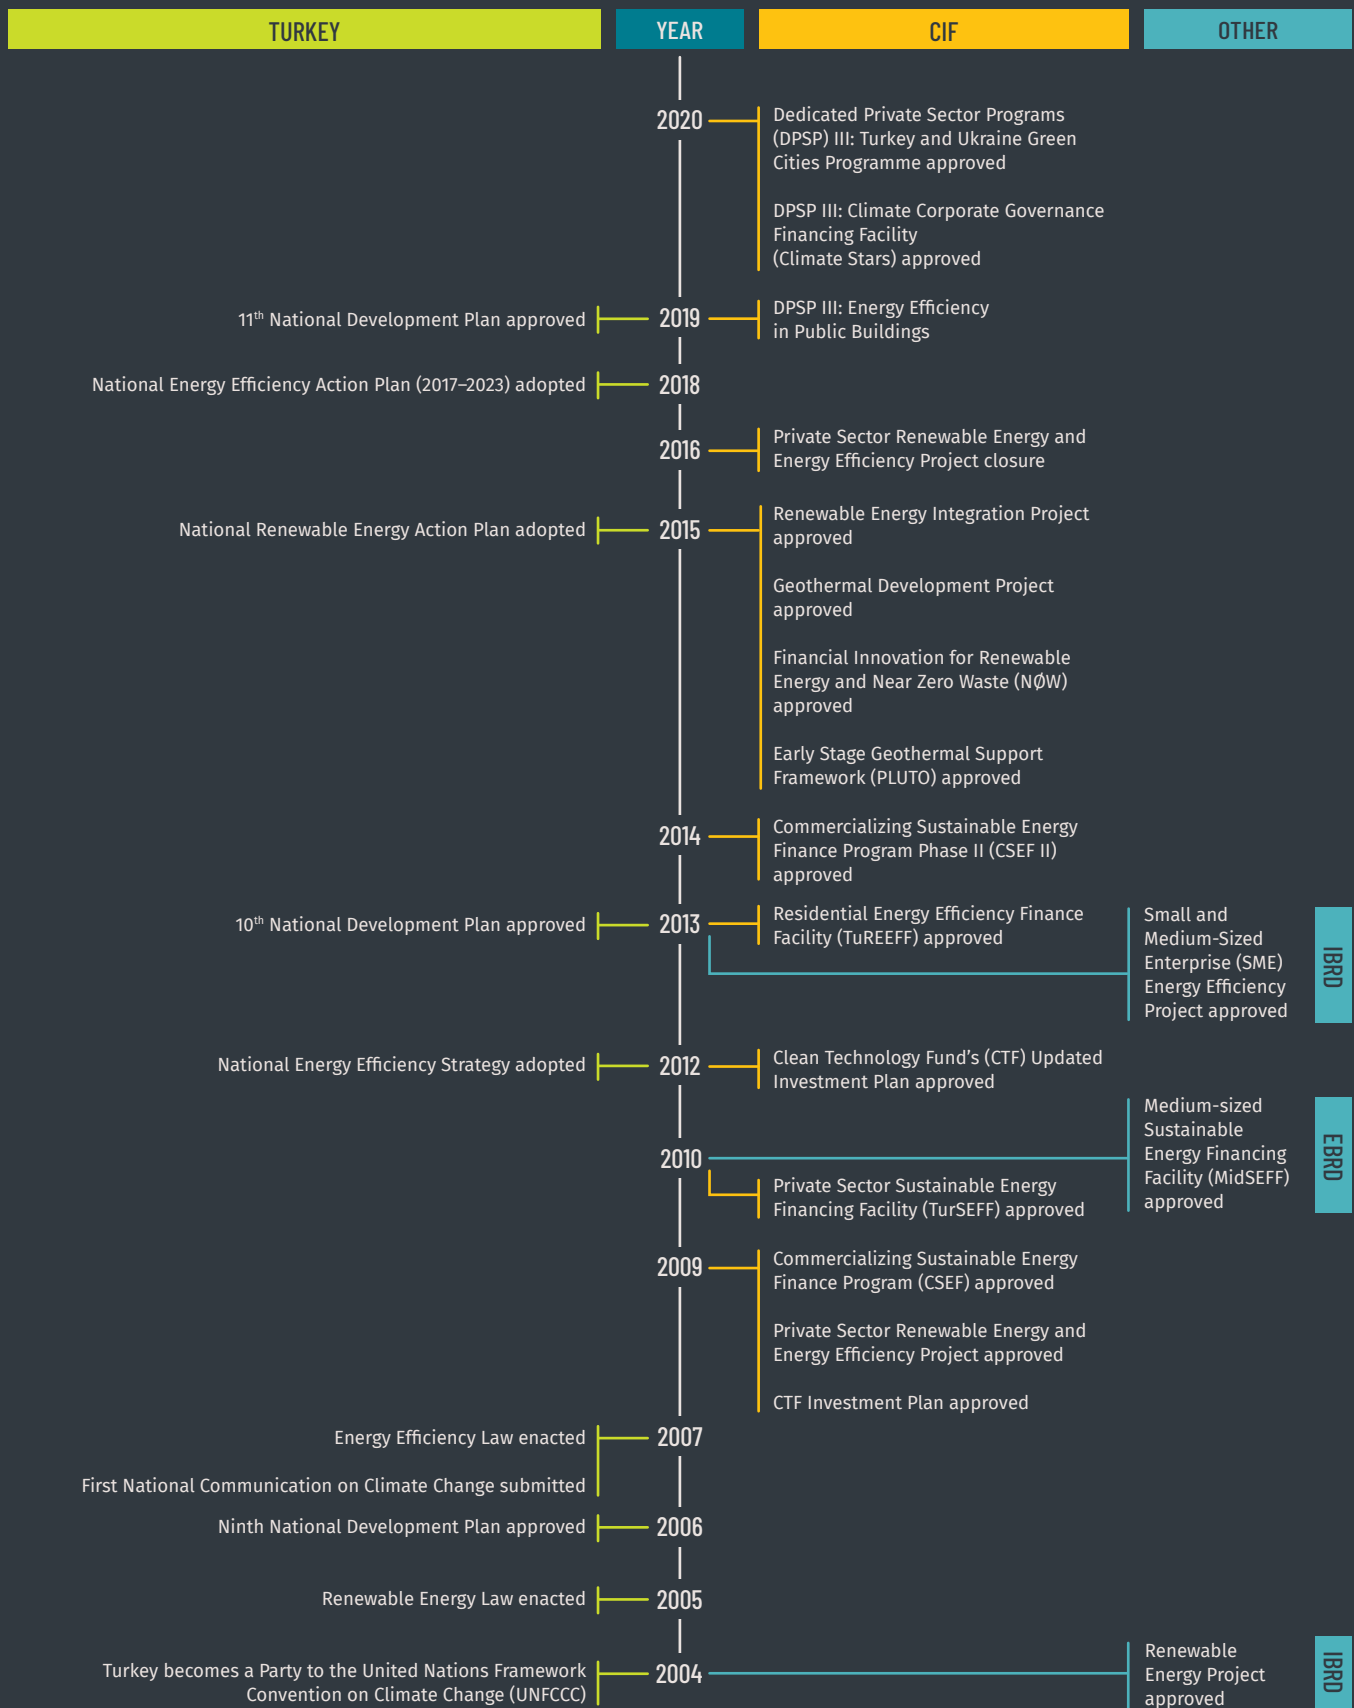 TURKEY
YEAR
CIF
OTHER
2020
Dedicated Private Sector Programs
(DPSP) III: Turkey and Ukraine Green
Cities Programme approved
DPSP III: Climate Corporate Governance
Financing Facility
(Climate Stars) approved
11th National Development Plan approved
2019
DPSP III: Energy Efficiency
in Public Buildings
National Energy Efficiency Action Plan (2017–2023) adopted
2018
2016
Private Sector Renewable Energy and
Energy Efficiency Project closure
National Renewable Energy Action Plan adopted
2015
Renewable Energy Integration Project
approved
Geothermal Development Project
approved
Financial Innovation for Renewable
Energy and Near Zero Waste (NØW)
approved
Early Stage Geothermal Support
Framework (PLUTO) approved
2014
Commercializing Sustainable Energy
Finance Program Phase II (CSEF II)
approved
10th National Development Plan approved
2013
Residential Energy Efficiency Finance
Facility (TuREEFF) approved
Small and
Medium-Sized
Enterprise (SME)
Energy Efficiency
Project approved
IBRD
National Energy Efficiency Strategy adopted
2012
Clean Technology Fund’s (CTF) Updated
Investment Plan approved
2010
Medium-sized
Sustainable
Energy Financing
Facility (MidSEFF)
approved
EBRD
Private Sector Sustainable Energy
Financing Facility (TurSEFF) approved
2009
Commercializing Sustainable Energy
Finance Program (CSEF) approved
Private Sector Renewable Energy and
Energy Efficiency Project approved
CTF Investment Plan approved
Energy Efficiency Law enacted
2007
First National Communication on Climate Change submitted
Ninth National Development Plan approved
2006
Renewable Energy Law enacted
2005
Turkey becomes a Party to the United Nations Framework
Convention on Climate Change (UNFCCC)
2004
Renewable
Energy Project
approved
IBRD